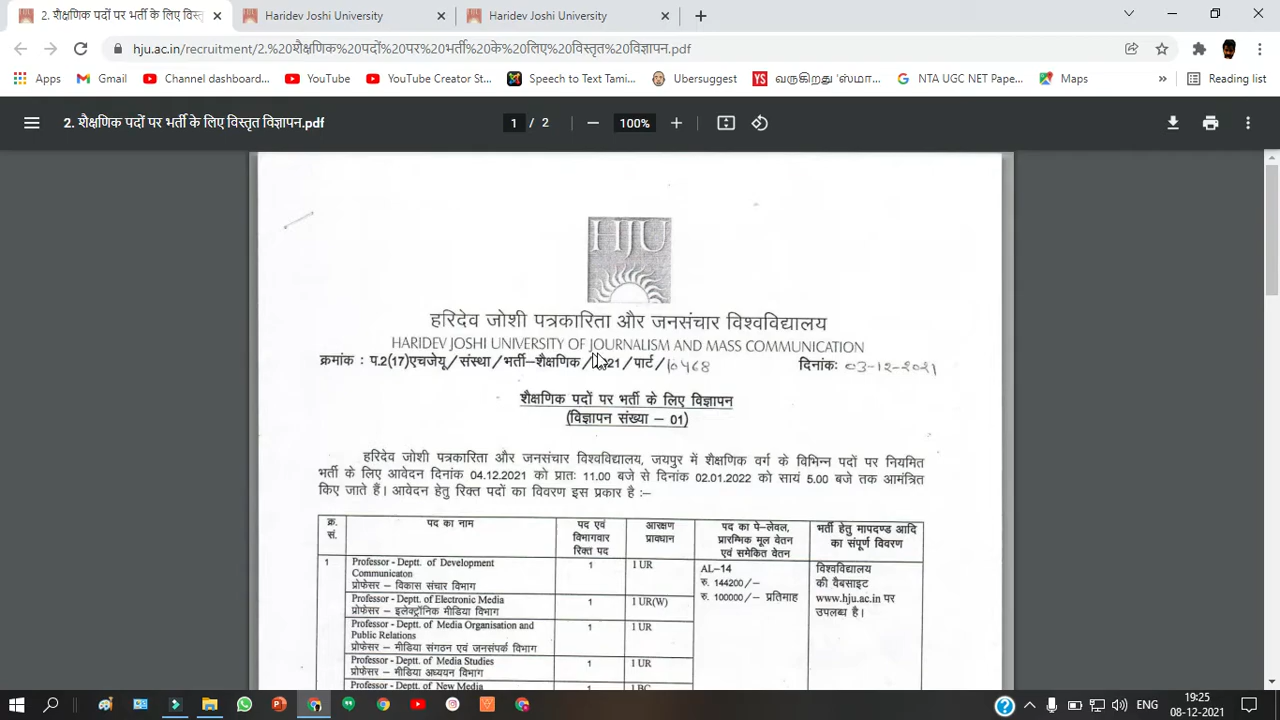 2. शैक्षणिक पदों पर भर्ती के लिए विस्
Haridev Joshi University
Haridev Joshi University
hju.ac.in/recruitment/2.%20शैक्षणिक%20पदों%20पर%20भर्ती%20के%20लिए%20विस्तृत%20विज्ञापन.pdf
Apps
Gmail
Channel dashboard...
YouTube
YouTube Creator St...
Speech to Text Tami...
Ubersuggest
YS
வருகிறது 'ஸ்மா...
NTA UGC NET Pape...
Maps
»
Reading list
2. शैक्षणिक पदों पर भर्ती के लिए विस्तृत विज्ञापन.pdf
1 / 2
100%
HJU
हरिदेव जोशी पत्रकारिता और जनसंचार विश्वविद्यालय
HARIDEV JOSHI UNIVERSITY OF JOURNALISM AND MASS COMMUNICATION
क्रमांक : प.2(17)एचजेयू/संस्था/भर्ती–शैक्षणिक/ 21/पार्ट/ दिनांकः ०३-१२-२०२१
शैक्षणिक पदों पर भर्ती के लिए विज्ञापन
(विज्ञापन संख्या – 01)
हरिदेव जोशी पत्रकारिता और जनसंचार विश्वविद्यालय, जयपुर में शैक्षणिक वर्ग के विभिन्न पदों पर नियमित
भर्ती के लिए आवेदन दिनांक 04.12.2021 को प्रातः 11.00 बजे से दिनांक 02.01.2022 को सायं 5.00 बजे तक आमंत्रित
किए जाते हैं। आवेदन हेतु रिक्त पदों का विवरण इस प्रकार है :–
क्र. सं.
पद का नाम
पद एवं विभागवार रिक्त पद
आरक्षण प्रावधान
पद का पे–लेवल, प्रारम्भिक मूल वेतन एवं समेकित वेतन
भर्ती हेतु मापदण्ड आदि का संपूर्ण विवरण
1
Professor - Deptt. of Development
Communicaton
प्रोफेसर – विकास संचार विभाग
1
1 UR
AL–14
रु. 144200/–
रु. 100000/– प्रतिमाह
विश्वविद्यालय
की वैबसाइट
www.hju.ac.in पर
उपलब्ध है।
Professor - Deptt. of Electronic Media
प्रोफेसर – इलेक्ट्रॉनिक मीडिया विभाग
1
1 UR(W)
Professor - Deptt. of Media Organisation and
Public Relations
प्रोफेसर – मीडिया संगठन एवं जनसंपर्क विभाग
1
1 UR
Professor -Deptt. of Media Studies
प्रोफेसर – मीडिया अध्ययन विभाग
1
1 UR
Professor -Deptt. of New Media
1
1 BC
ENG
19:25
08-12-2021